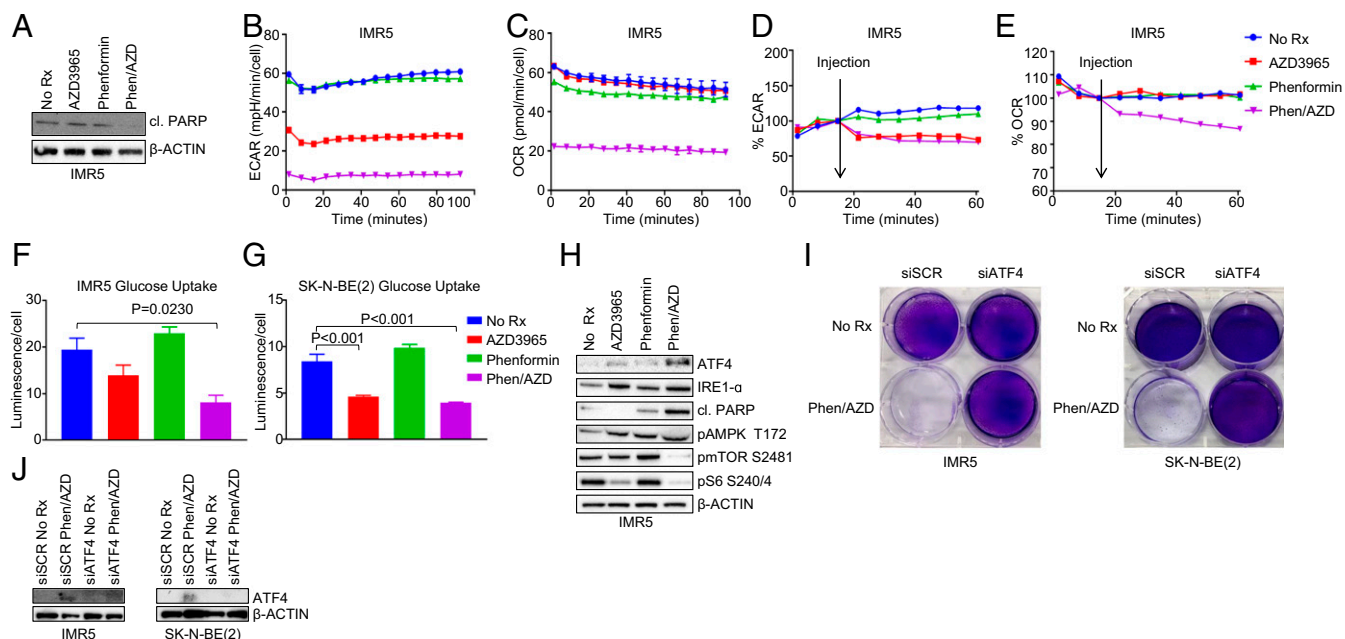 A
No Rx
AZD3965
Phenformin
Phen/AZD
cl. PARP
β-ACTIN
IMR5
B
IMR5
ECAR (mpH/min/cell)
80
60
40
20
0
0 20 40 60 80 100
Time (minutes)
C
IMR5
OCR (pmol/min/cell)
80
60
40
20
0
0 20 40 60 80 100
Time (minutes)
D
IMR5
Injection
% ECAR
200
150
100
50
0
0 20 40 60
Time (minutes)
E
IMR5
Injection
% OCR
120
110
100
90
80
70
60
0 20 40 60
Time (minutes)
No Rx
AZD3965
Phenformin
Phen/AZD
F
IMR5 Glucose Uptake
P=0.0230
Luminescence/cell
30
20
10
0
G
SK-N-BE(2) Glucose Uptake
P<0.001
P<0.001
Luminescence/cell
15
10
5
0
No Rx
AZD3965
Phenformin
Phen/AZD
H
No Rx
AZD3965
Phenformin
Phen/AZD
ATF4
IRE1-α
cl. PARP
pAMPK T172
pmTOR S2481
pS6 S240/4
β-ACTIN
IMR5
I
siSCR siATF4
No Rx
Phen/AZD
IMR5
siSCR siATF4
No Rx
Phen/AZD
SK-N-BE(2)
J
siSCR No Rx
siSCR Phen/AZD
siATF4 No Rx
siATF4 Phen/AZD
siSCR No Rx
siSCR Phen/AZD
siATF4 No Rx
siATF4 Phen/AZD
ATF4
β-ACTIN
IMR5
SK-N-BE(2)